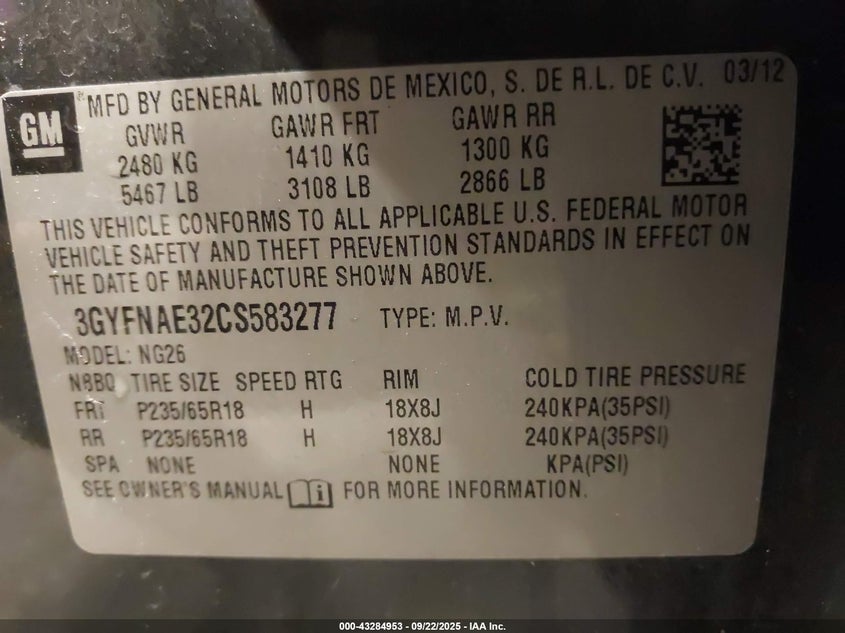 GM
MFD BY GENERAL MOTORS DE MEXICO, S. DE R.L. DE C.V. 03/12
GVWR GAWR FRT GAWR RR
2480 KG 1410 KG 1300 KG
5467 LB 3108 LB 2866 LB
THIS VEHICLE CONFORMS TO ALL APPLICABLE U.S. FEDERAL MOTOR
VEHICLE SAFETY AND THEFT PREVENTION STANDARDS IN EFFECT ON
THE DATE OF MANUFACTURE SHOWN ABOVE.
3GYFNAE32CS583277 TYPE: M.P.V.
MODEL: NG26
N8BQ TIRE SIZE SPEED RTG RIM COLD TIRE PRESSURE
FRT P235/65R18 H 18X8J 240KPA(35PSI)
RR P235/65R18 H 18X8J 240KPA(35PSI)
SPA NONE NONE KPA(PSI)
SEE OWNER'S MANUAL i FOR MORE INFORMATION.
000-43284953 - 09/22/2025 - IAA Inc.